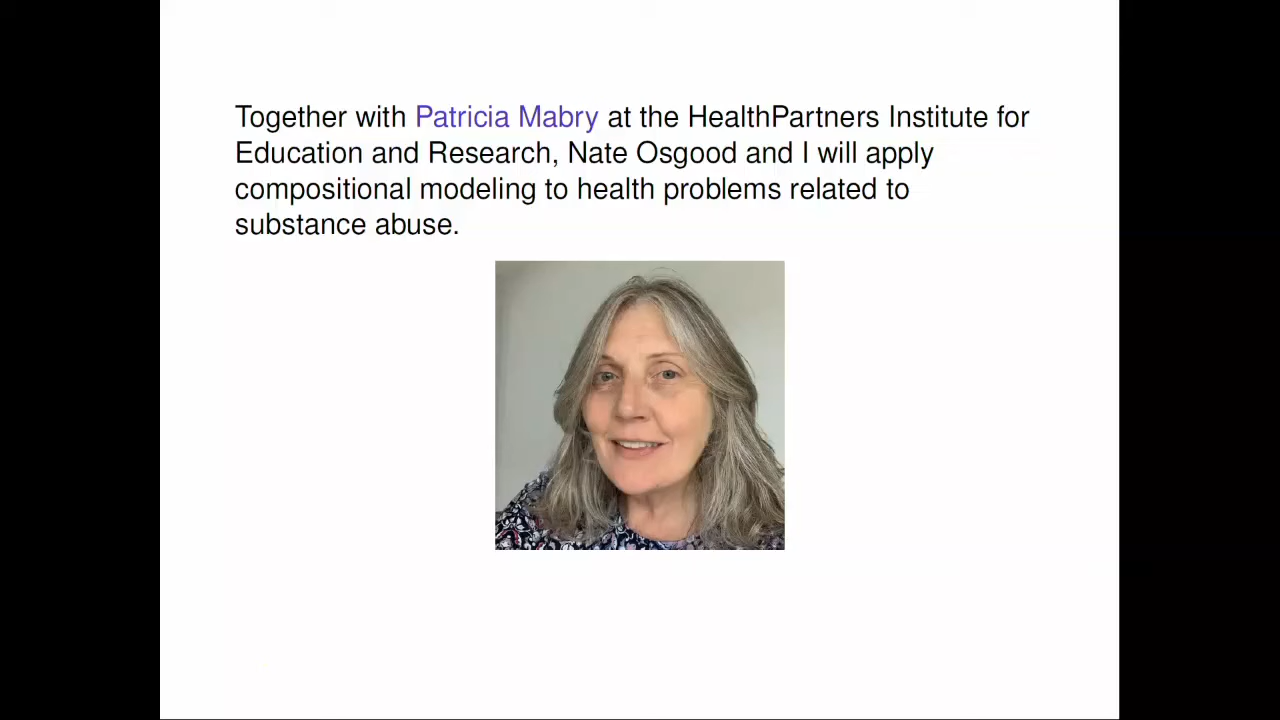 Together with Patricia Mabry at the HealthPartners Institute for
Education and Research, Nate Osgood and I will apply
compositional modeling to health problems related to
substance abuse.